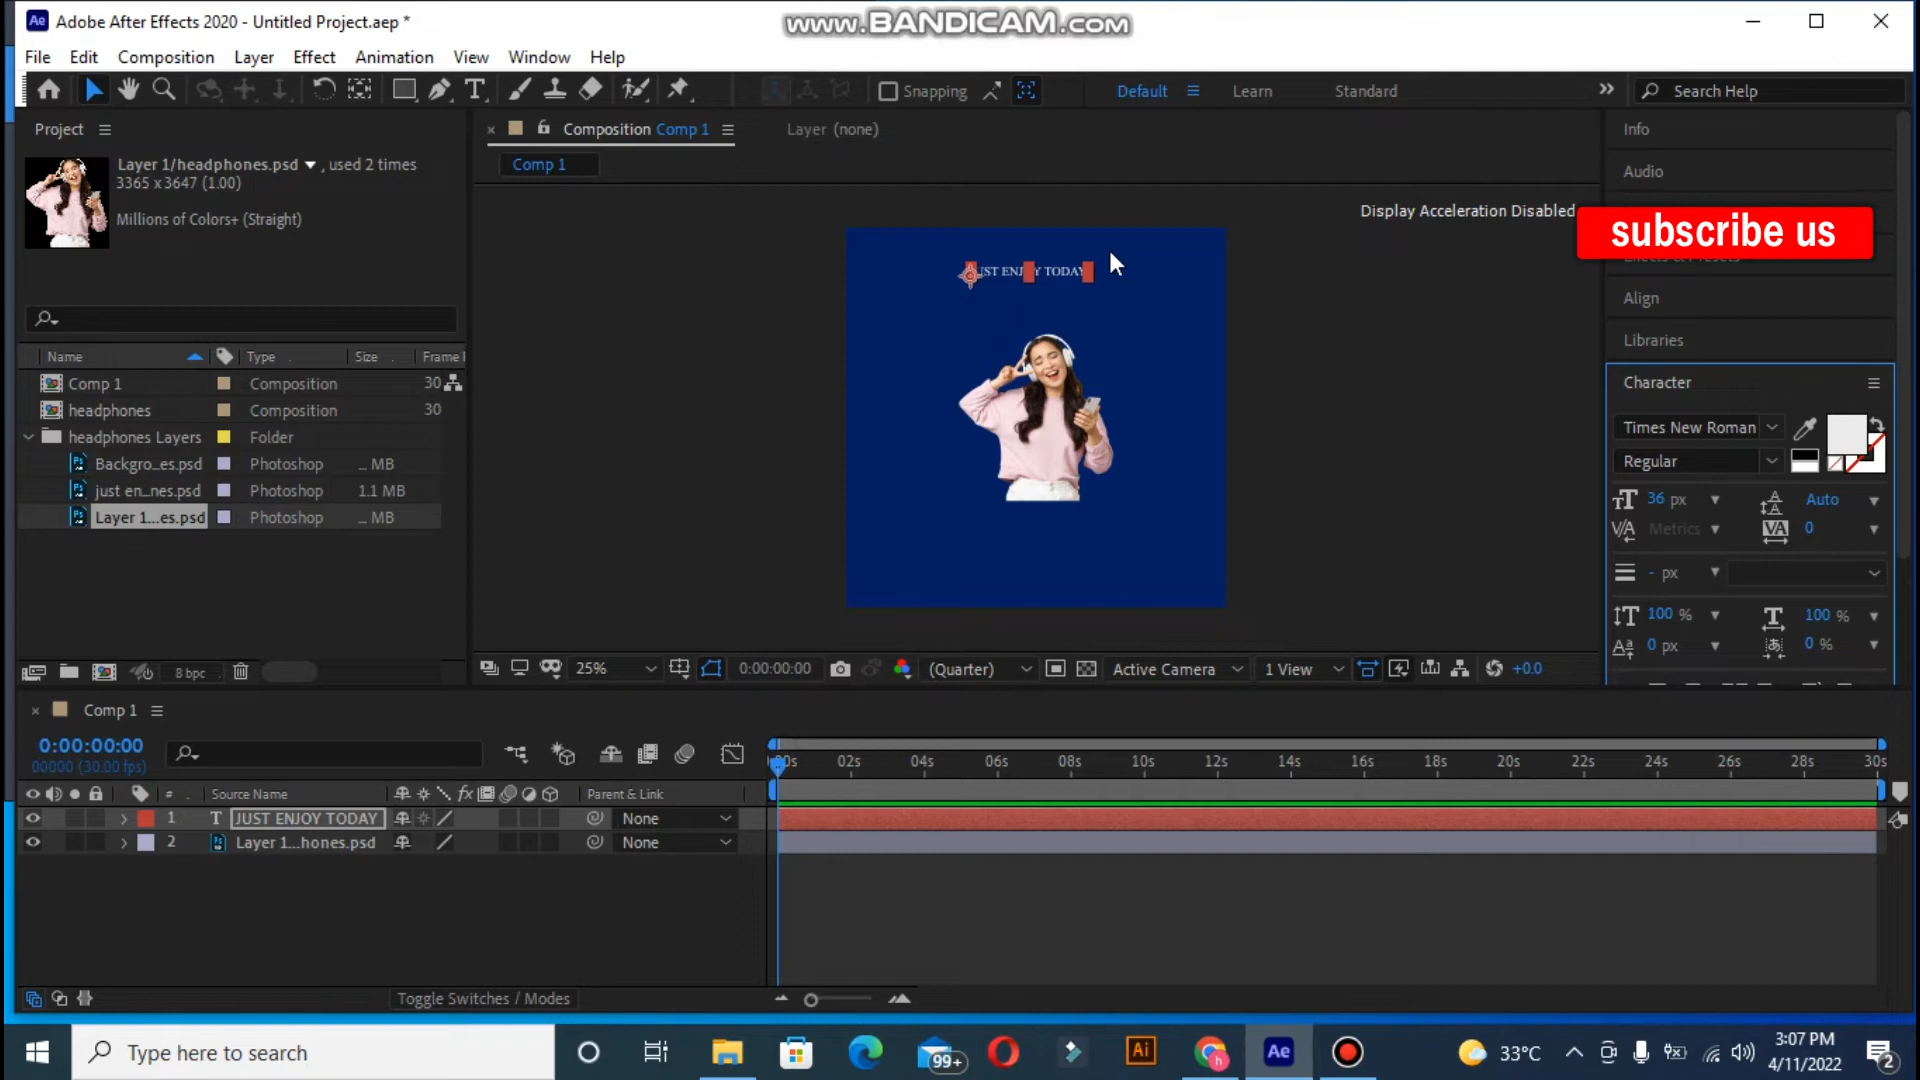 Adobe After Effects 2020 - Untitled Project.aep *
www.BANDICAM.com
File Edit Composition Layer Effect Animation View Window Help
Snapping
Default
Learn
Standard
Search Help
Project
Composition Comp 1
Layer (none)
Info
Layer 1/headphones.psd , used 2 times
3365 x 3647 (1.00)
Millions of Colors+ (Straight)
Comp 1
Audio
Display Acceleration Disabled
subscribe us
Align
Libraries
Character
Times New Roman
Regular
36 px
Auto
Metrics
0
- px
100 %
100 %
0 px
0 %
Name Type Size Frame
Comp 1 Composition 30
headphones Composition 30
headphones Layers Folder
Backgro_es.psd Photoshop ... MB
just en...nes.psd Photoshop 1.1 MB
Layer 1...es.psd Photoshop ... MB
8 bpc
25%
0:00:00:00
(Quarter)
Active Camera
1 View
+0.0
Comp 1
0:00:00:00
00000 (30.00 fps)
02s 04s 06s 08s 10s 12s 14s 16s 18s 20s 22s 24s 26s 28s 30s
# Source Name fx Parent & Link
1 T JUST ENJOY TODAY None
2 Layer 1...hones.psd None
Toggle Switches / Modes
Type here to search
99+
Ai
Ae
33°C
3:07 PM
4/11/2022
2